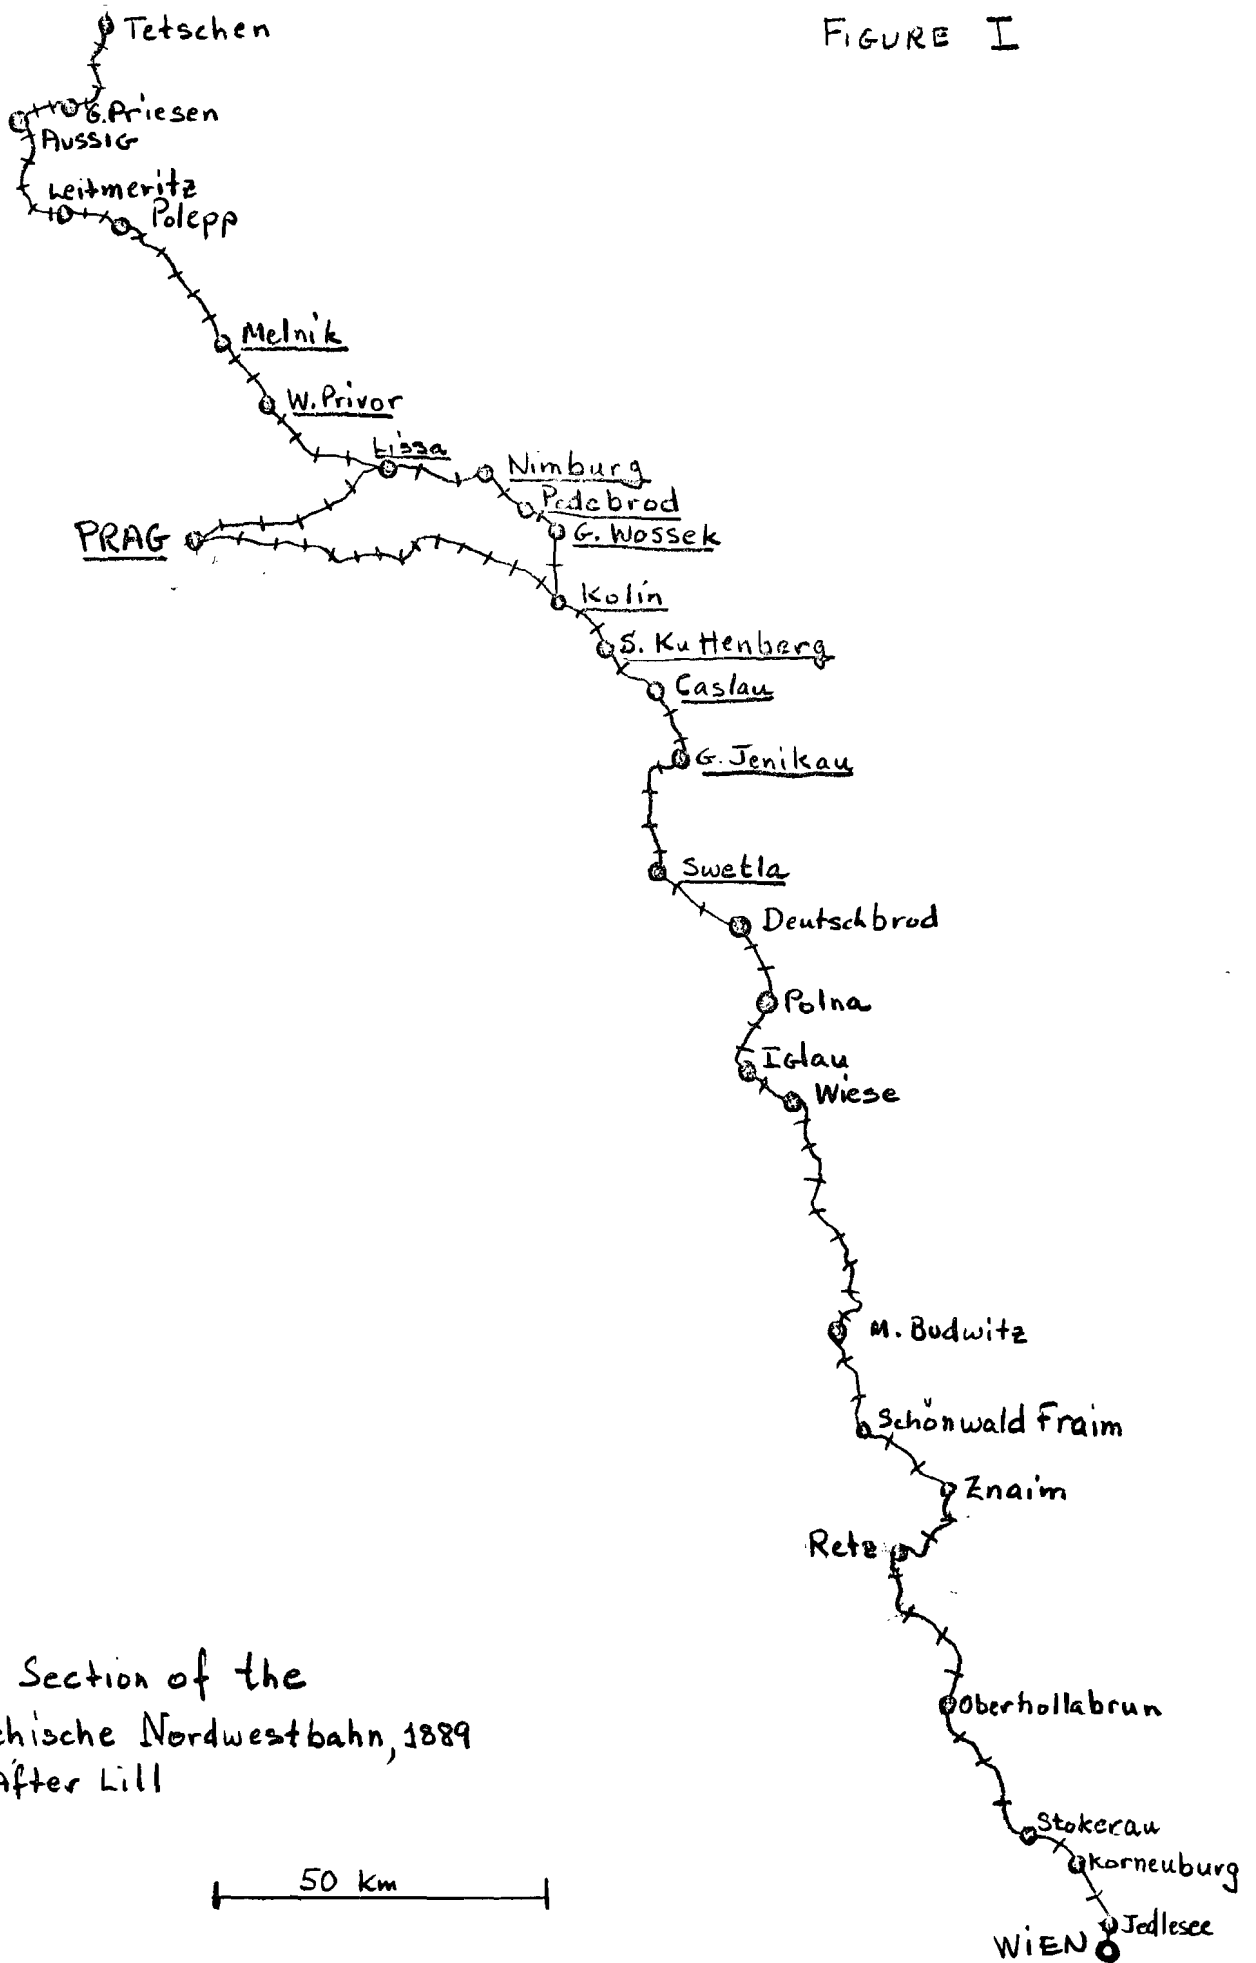 FIGURE I
Tetschen
G.Priesen
AUSSIG
Leitmeritz
Polepp
Melnik
W.Privor
Lissa
Nimburg
Podebrod
G. Wossek
PRAG
Kolin
S. Kuttenberg
Caslau
G. Jenikau
Swetla
Deutschbrod
Polna
Iglau
Wiese
M. Budwitz
Schönwald Fraim
Znaim
Retz
Section of the
chische Nordwestbahn, 1889
After Lill
Oberhollabrun
Stokerau
Korneuburg
50 km
Jedlesee
WIEN